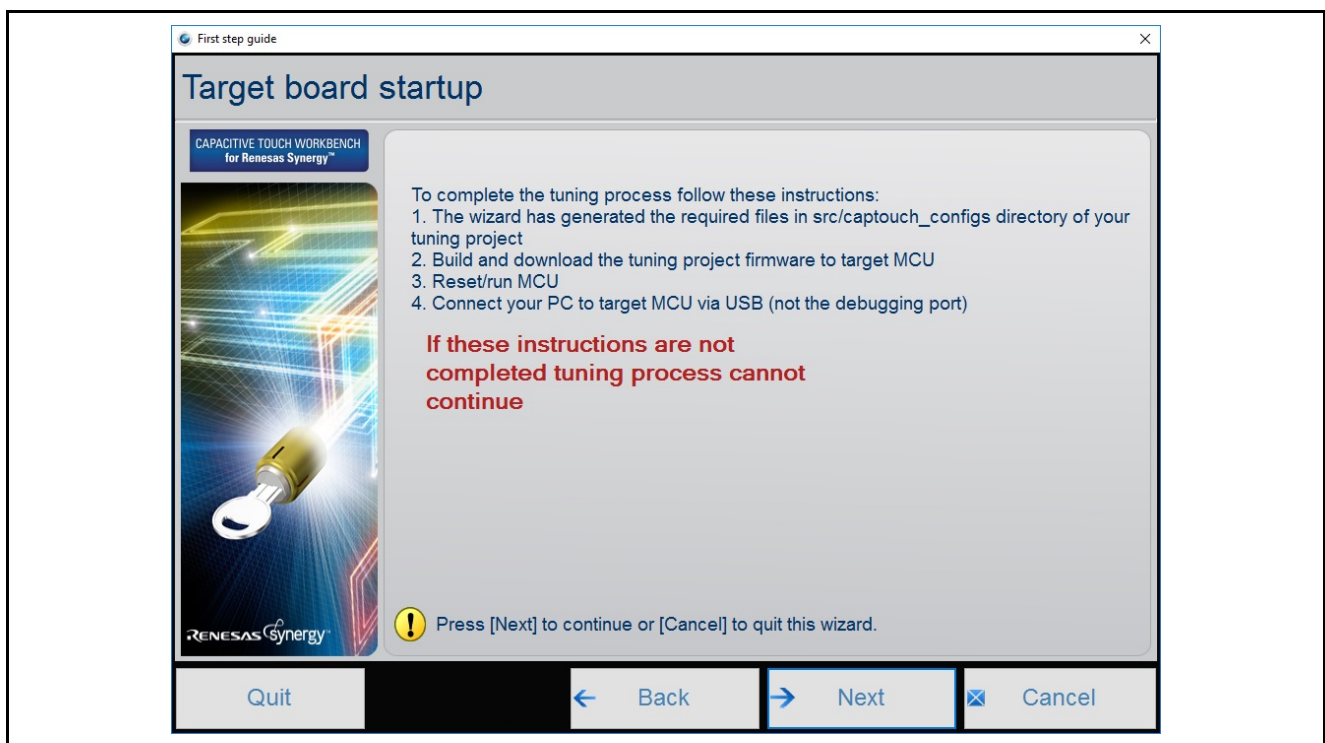 First step guide
Target board startup
CAPACITIVE TOUCH WORKBENCH
for Renesas Synergy™
To complete the tuning process follow these instructions:
1. The wizard has generated the required files in src/captouch_configs directory of your
tuning project
2. Build and download the tuning project firmware to target MCU
3. Reset/run MCU
4. Connect your PC to target MCU via USB (not the debugging port)
If these instructions are not
completed tuning process cannot
continue
RENESAS Synergy™
Press [Next] to continue or [Cancel] to quit this wizard.
Quit
Back
Next
Cancel